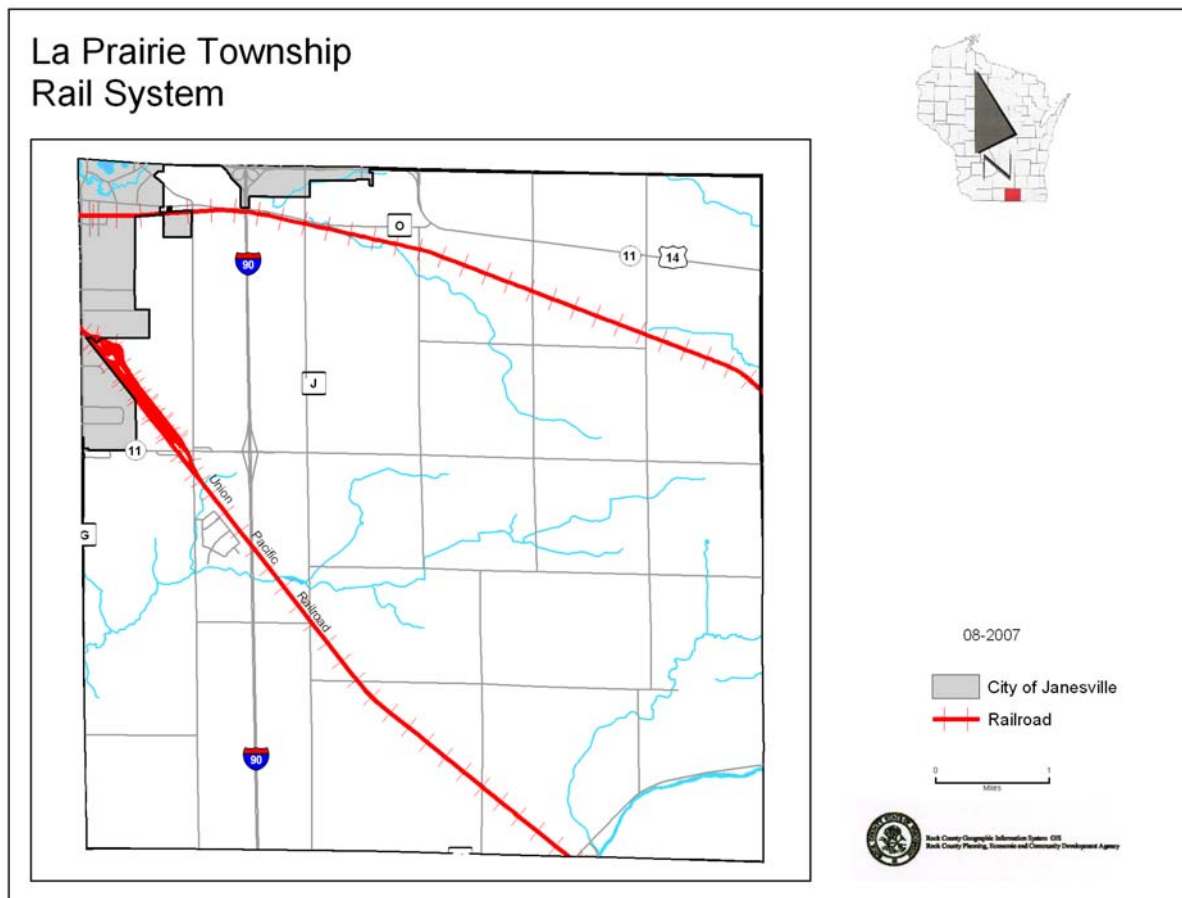 La Prairie Township
Rail System
N
O
11
14
90
J
11
G
Union
Pacific
Railroad
90
08-2007
City of Janesville
Railroad
0 1
Miles
Rock County Geographic Information System GIS
Rock County Planning, Economic and Community Development Agency